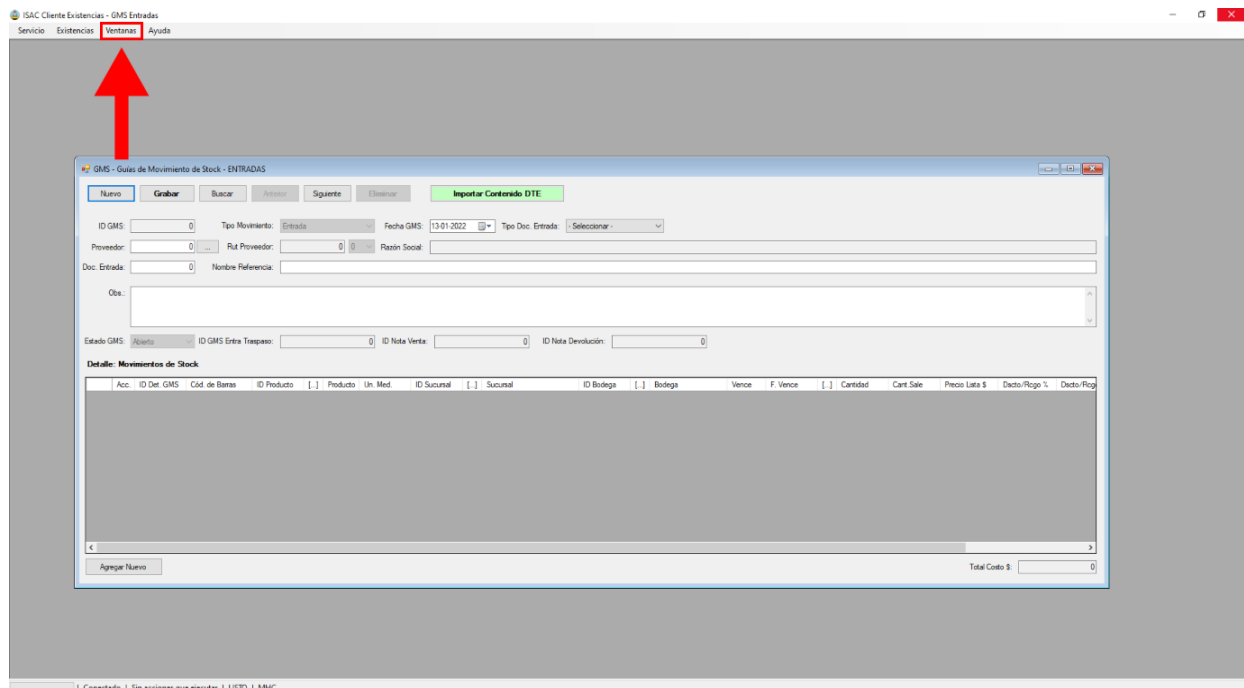 ISAC Cliente Existencias - GMS Entradas
Servicio Existencias Ventanas Ayuda
GMS - Guías de Movimiento de Stock - ENTRADAS
Nuevo Grabar Buscar Anterior Siguiente Eliminar Importar Contenido DTE
ID GMS: 0 Tipo Movimiento: Entrada Fecha GMS: 13-01-2022 Tipo Doc. Entrada: - Seleccionar -
Proveedor: 0 ... Rut Proveedor: 0 0 Razón Social:
Doc. Entrada: 0 Nombre Referencia:
Obs.:
Estado GMS: Abierto ID GMS Entra Traspaso: 0 ID Nota Venta: 0 ID Nota Devolución: 0
Detalle: Movimientos de Stock
Acc. ID Det. GMS Cód. de Barras ID Producto [...] Producto Un. Med. ID Sucursal [...] Sucursal ID Bodega [...] Bodega Vence F. Vence [...] Cantidad Cant.Sale Precio Lista $ Dscto/Rcgo % Dscto/Rcg
Agregar Nuevo Total Costo $: 0
| Conectado | Sin acciones que ejecutar | LISTO | MMC